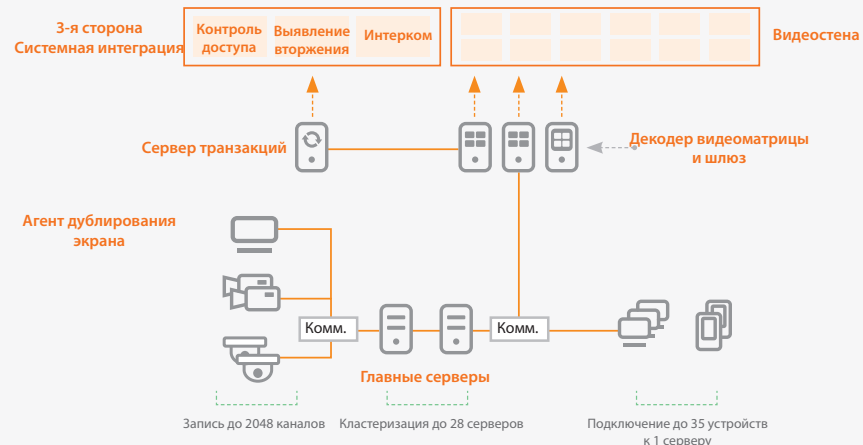 3-я сторона
Системная интеграция
Контроль
доступа
Выявление
вторжения
Интерком
Видеостена
Сервер транзакций
Декодер видеоматрицы
и шлюз
Агент дублирования
экрана
Комм.
Комм.
Главные серверы
Запись до 2048 каналов
Кластеризация до 28 серверов
Подключение до 35 устройств
к 1 серверу